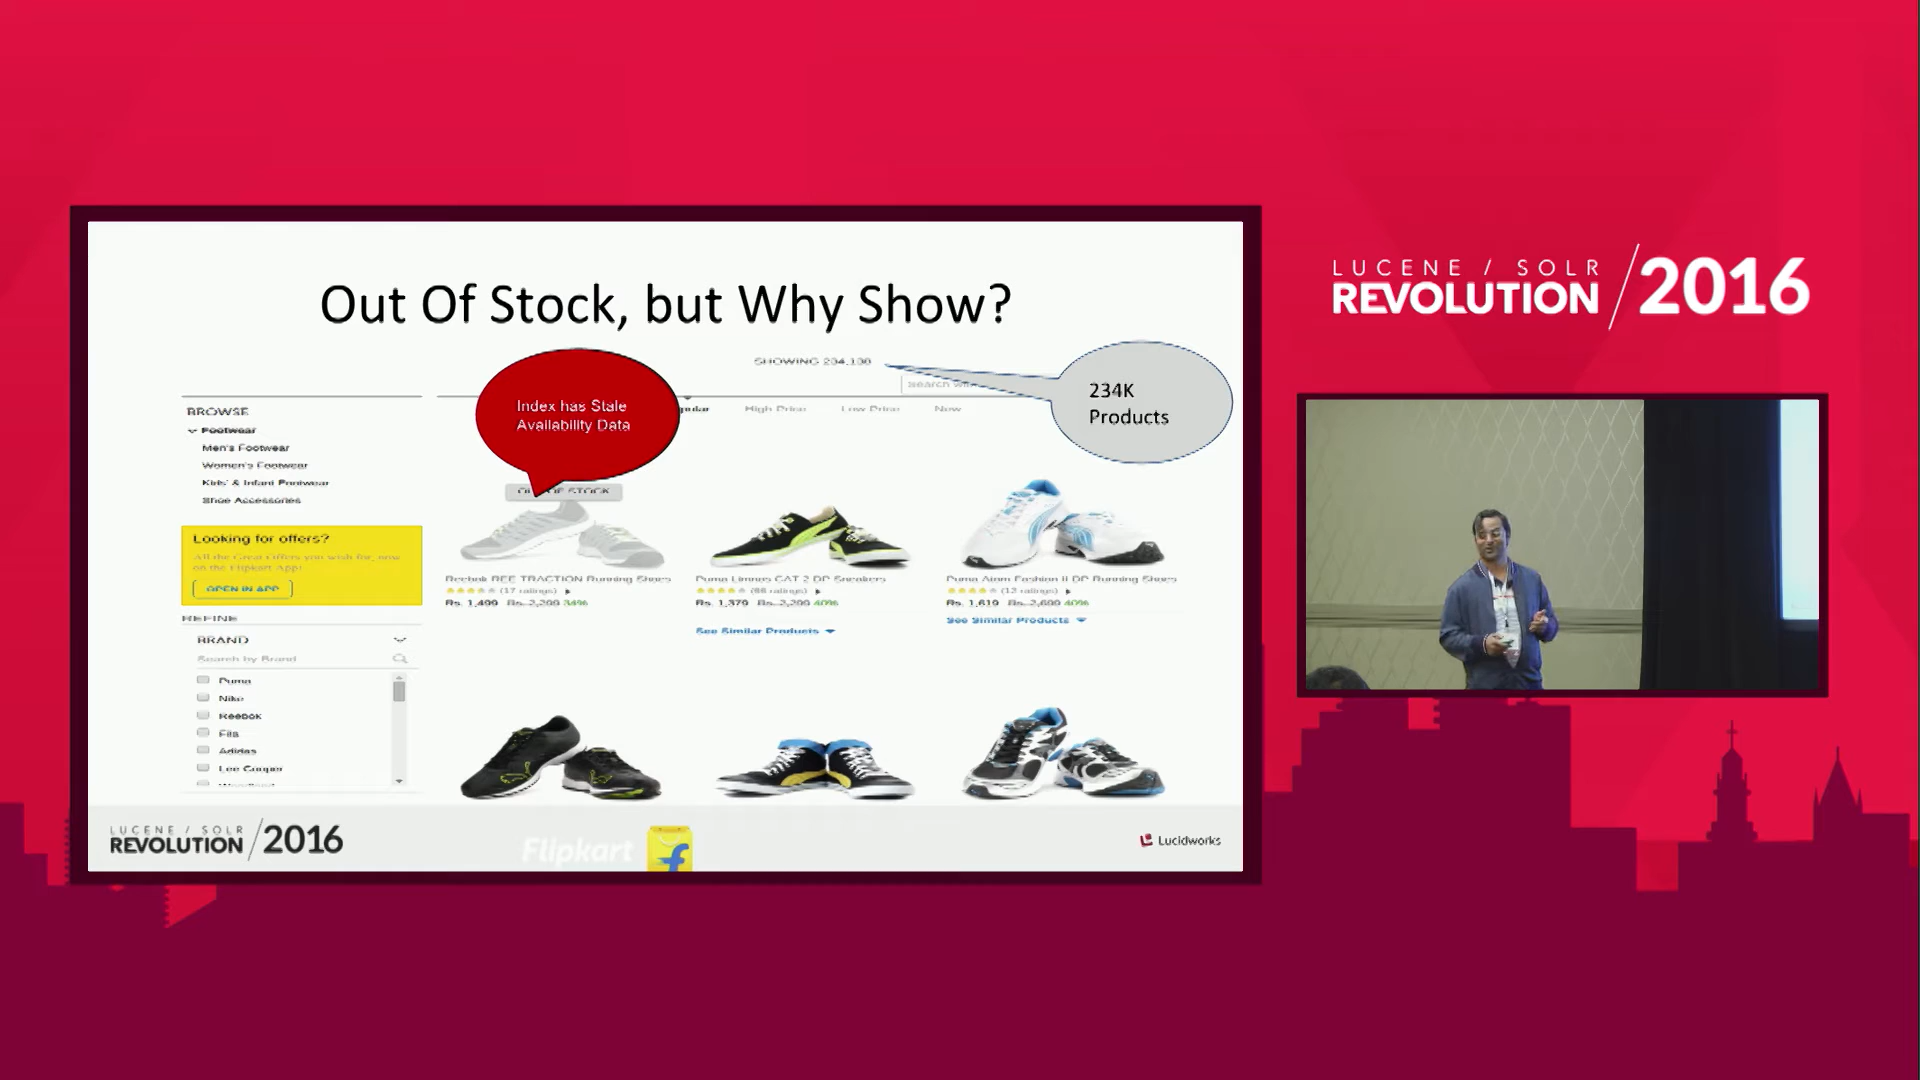 Out Of Stock, but Why Show?
SHOWING 234,130
234K
Products
Index has Stale
Availability Data
BROWSE
Footwear
Men's Footwear
Women's Footwear
Kids' & Infant Footwear
Shoe Accessories
High Price
Low Price
New
OUT OF STOCK
Looking for offers?
All the Great Offers you wish for, now
on the Flipkart App!
OPEN IN APP
Reebok REE TRACTION Running Shoes
(17 ratings)
Rs. 1,499 Rs. 2,299 34%
Puma Limnos CAT 2 DP Sneakers
Rs. 1,379 Rs. 2,299 40%
See Similar Products
Puma Atom Fashion II DP Running Shoes
(12 ratings)
Rs. 1,619 Rs. 2,699 40%
See Similar Products
REFINE
BRAND
Search by Brand
Puma
Nike
Reebok
Fila
Adidas
Lee Cooper
LUCENE / SOLR
REVOLUTION / 2016
Flipkart
Lucidworks
LUCENE / SOLR
REVOLUTION / 2016